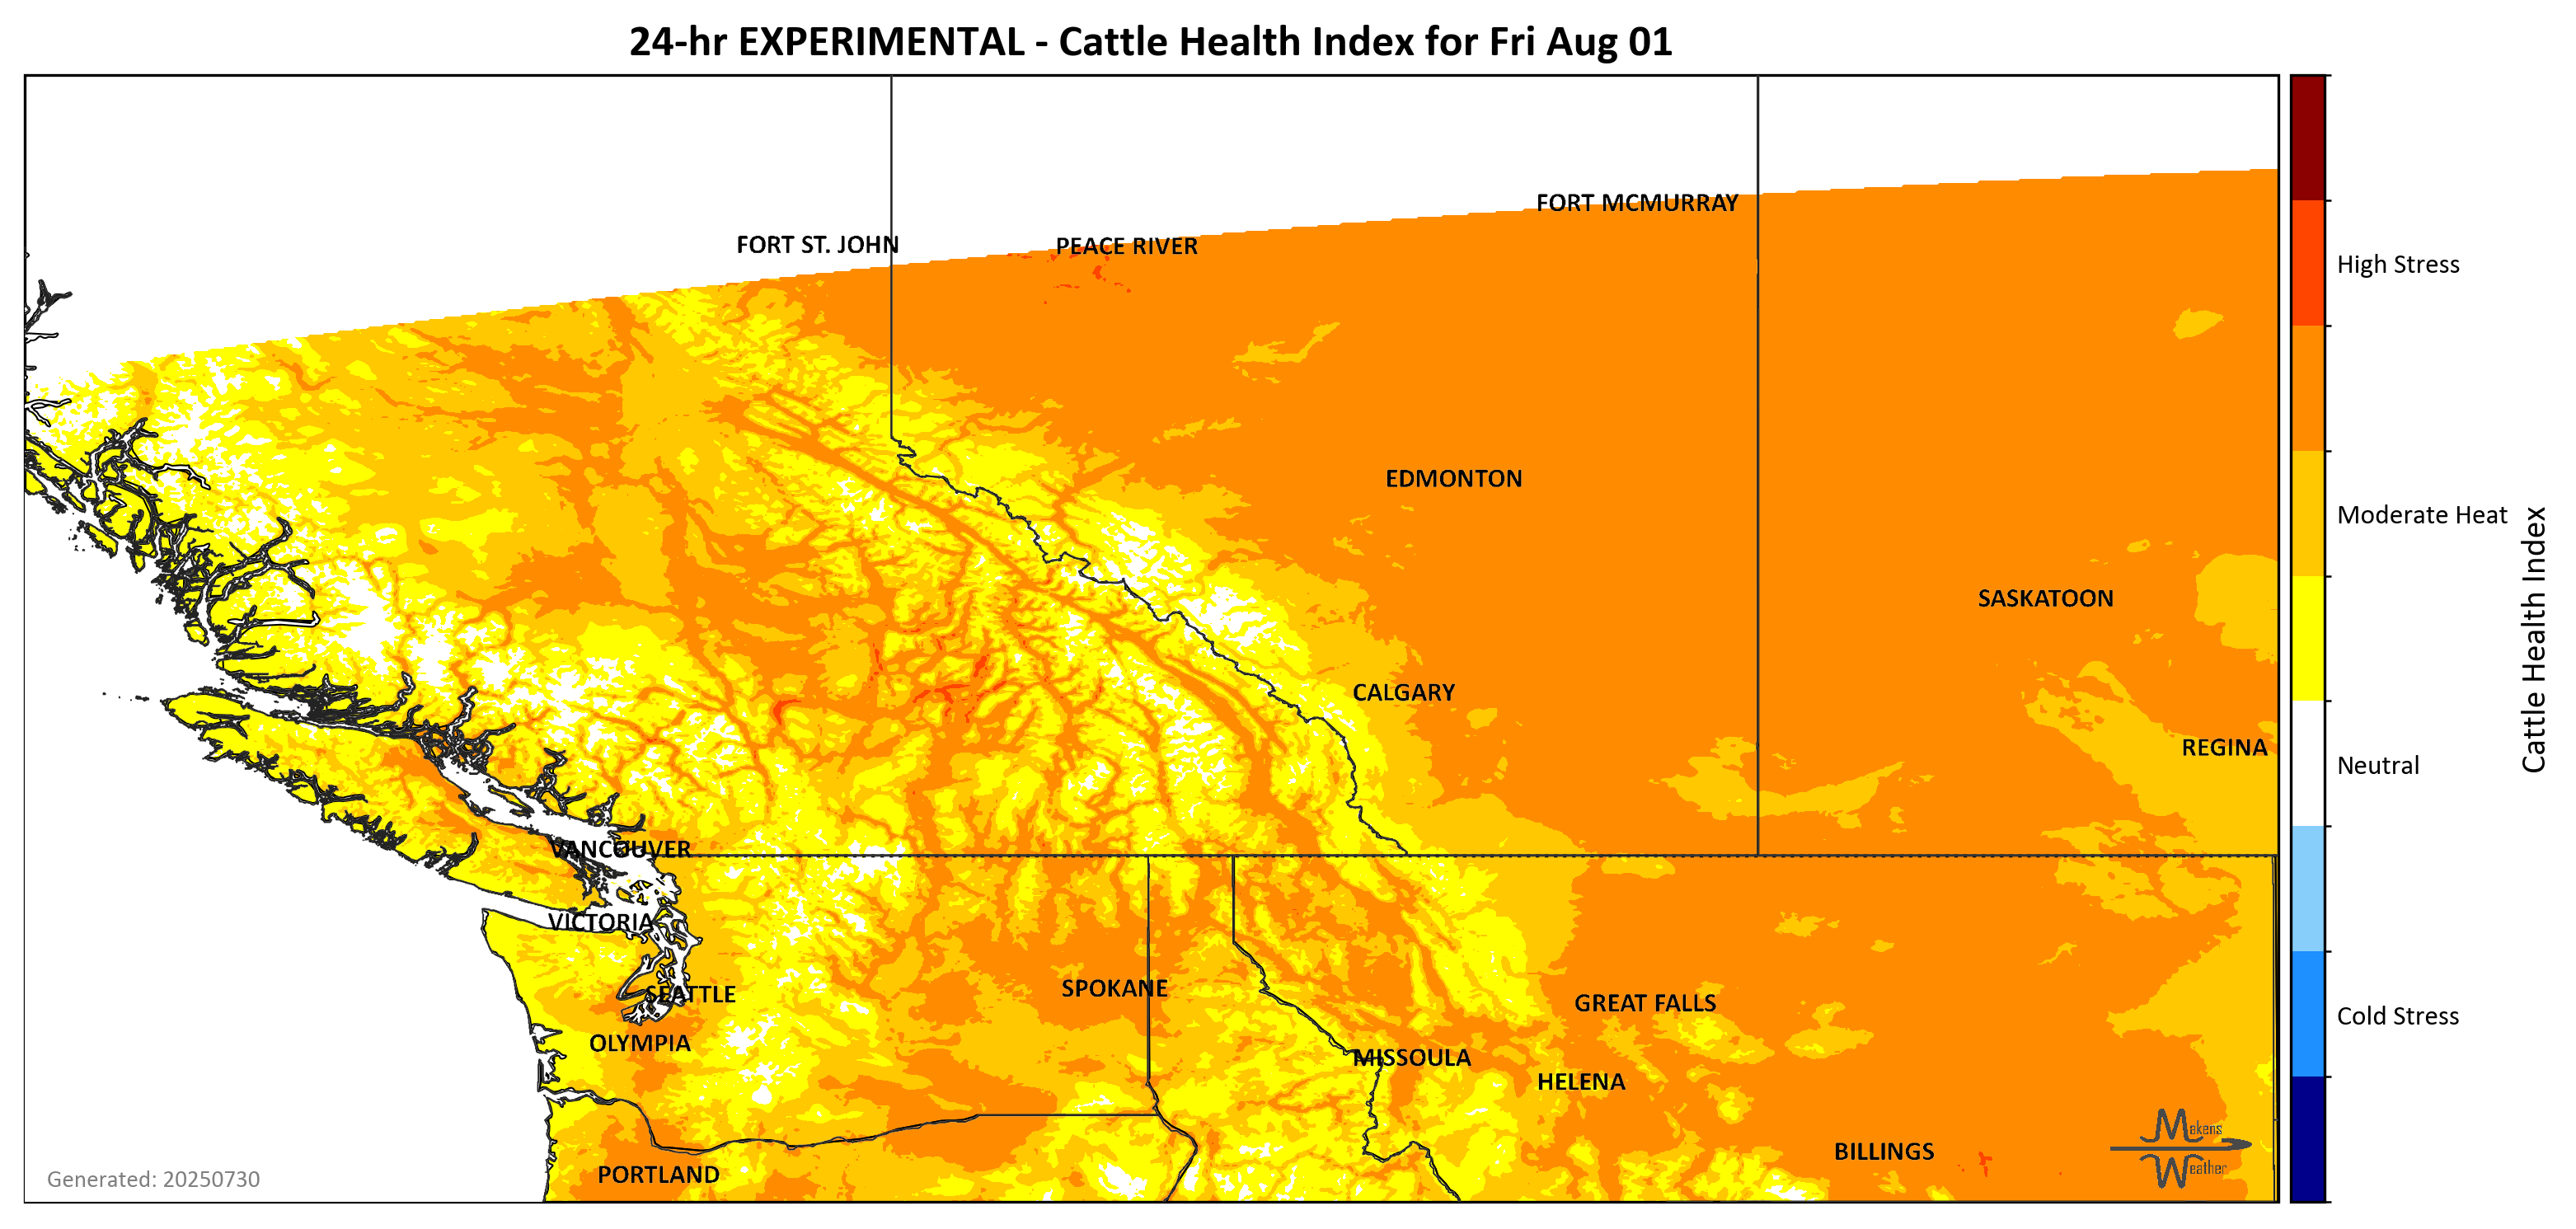 24-hr EXPERIMENTAL - Cattle Health Index for Fri Aug 01
FORT MCMURRAY
FORT ST. JOHN
PEACE RIVER
High Stress
EDMONTON
Moderate Heat
SASKATOON
CALGARY
REGINA
Neutral
Cattle Health Index
VANCOUVER
VICTORIA
SPOKANE
SEATTLE
GREAT FALLS
Cold Stress
OLYMPIA
MISSOULA
HELENA
Makens
Weather
BILLINGS
PORTLAND
Generated: 20250730